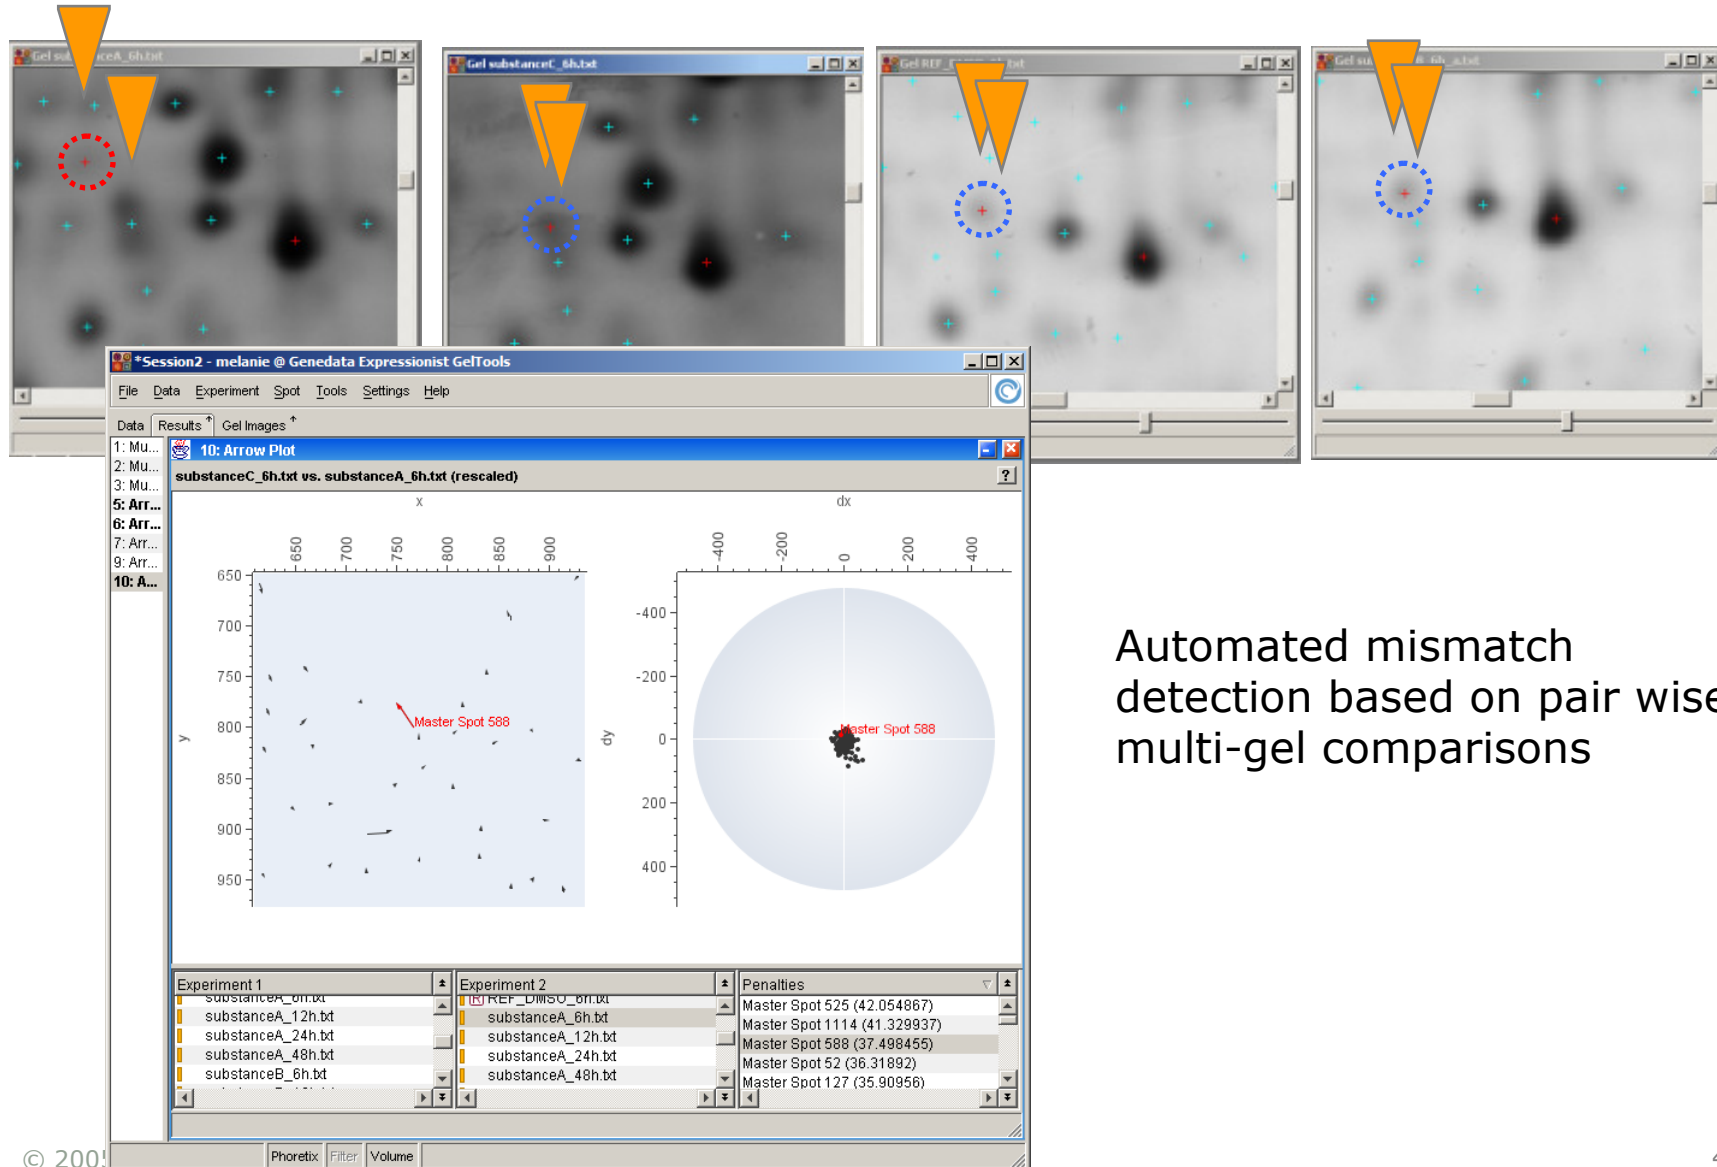 Gel substanceC_6h.txt
*Session2 - melanie @ Genedata Expressionist GelTools
File Data Experiment Spot Tools Settings Help
Data Results Gel Images
1: Mu...
2: Mu...
3: Mu...
5: Arr...
6: Arr...
7: Arr...
9: Arr...
10: A...
10: Arrow Plot
substanceC_6h.txt vs. substanceA_6h.txt (rescaled)
?
x
650 700 750 800 850 900
y
650
700
750
800
850
900
950
Master Spot 588
dx
-400 -200 0 200 400
dy
-400
-200
0
200
400
Master Spot 588
Automated mismatch
detection based on pair wise
multi-gel comparisons
Experiment 1
substanceA_6h.txt
substanceA_12h.txt
substanceA_24h.txt
substanceA_48h.txt
substanceB_6h.txt
Experiment 2
R REF_DMSO_6h.txt
substanceA_6h.txt
substanceA_12h.txt
substanceA_24h.txt
substanceA_48h.txt
Penalties
Master Spot 525 (42.054867)
Master Spot 1114 (41.329937)
Master Spot 588 (37.498455)
Master Spot 52 (36.31892)
Master Spot 127 (35.90956)
Phoretix Filter Volume
© 2005